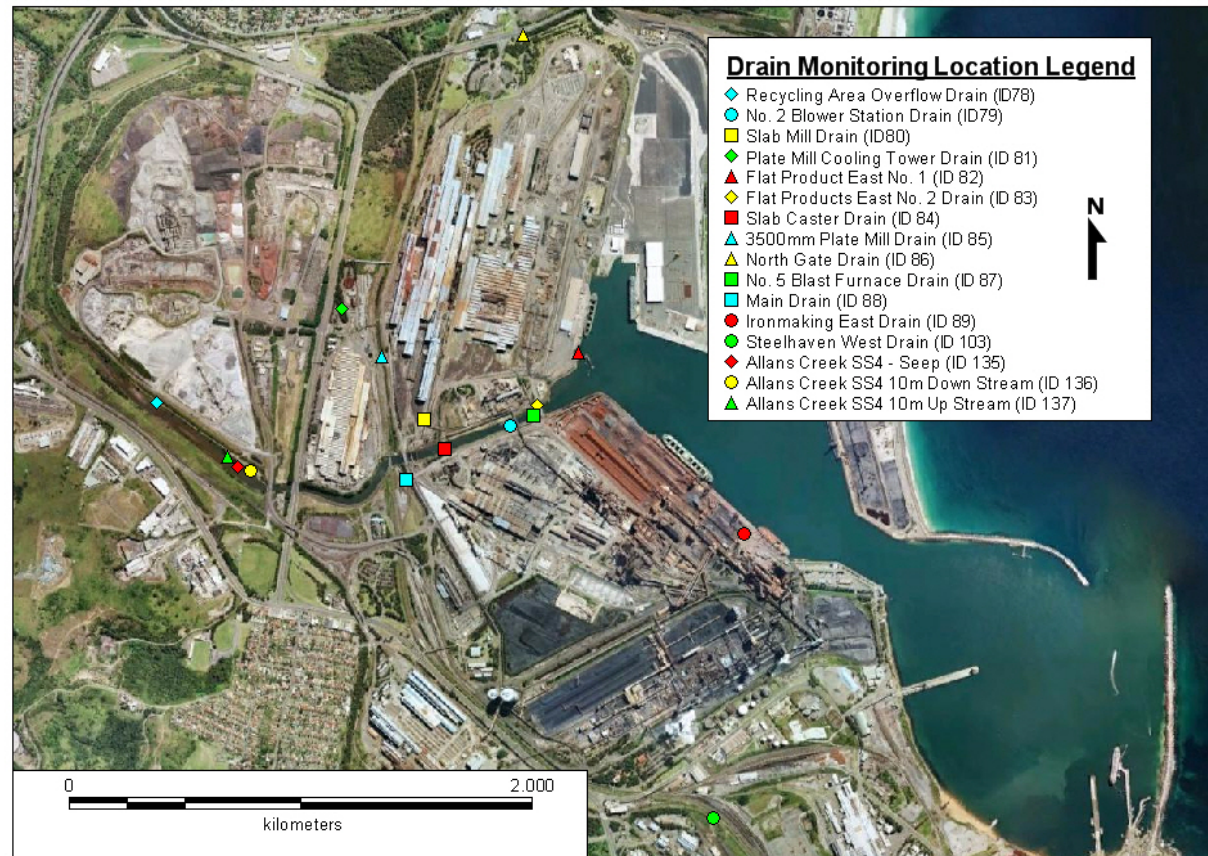 Drain Monitoring Location Legend
Recycling Area Overflow Drain (ID78)
No. 2 Blower Station Drain (ID79)
Slab Mill Drain (ID80)
Plate Mill Cooling Tower Drain (ID 81)
Flat Product East No. 1 (ID 82)
Flat Products East No. 2 Drain (ID 83)
Slab Caster Drain (ID 84)
3500mm Plate Mill Drain (ID 85)
North Gate Drain (ID 86)
No. 5 Blast Furnace Drain (ID 87)
Main Drain (ID 88)
Ironmaking East Drain (ID 89)
Steelhaven West Drain (ID 103)
Allans Creek SS4 - Seep (ID 135)
Allans Creek SS4 10m Down Stream (ID 136)
Allans Creek SS4 10m Up Stream (ID 137)
N
0 2.000
kilometers